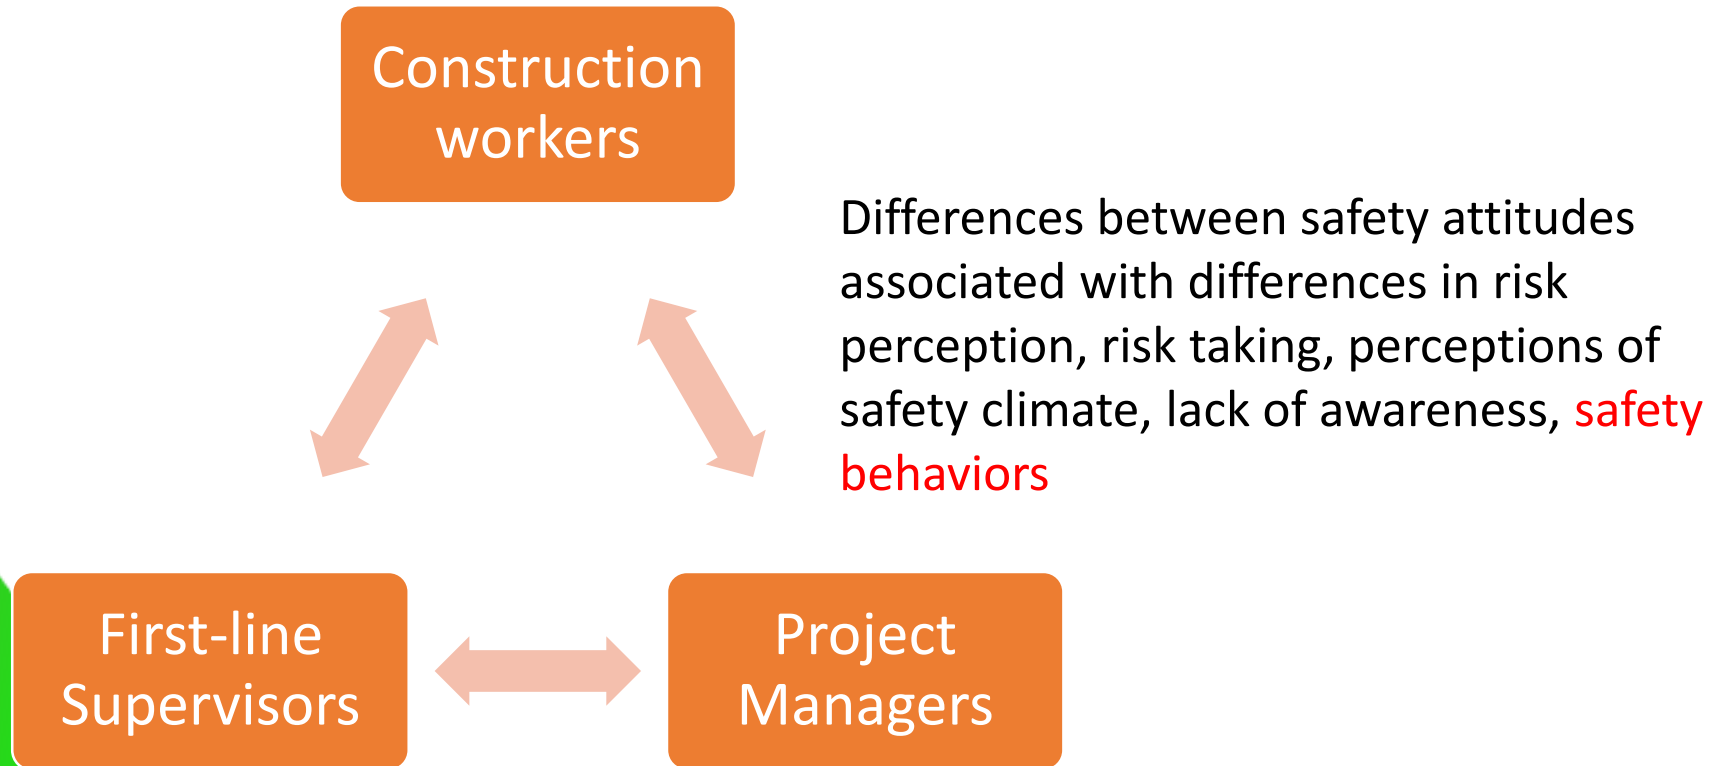 Construction
workers
Differences between safety attitudes
associated with differences in risk
perception, risk taking, perceptions of
safety climate, lack of awareness, safety
behaviors
First-line
Supervisors
Project
Managers